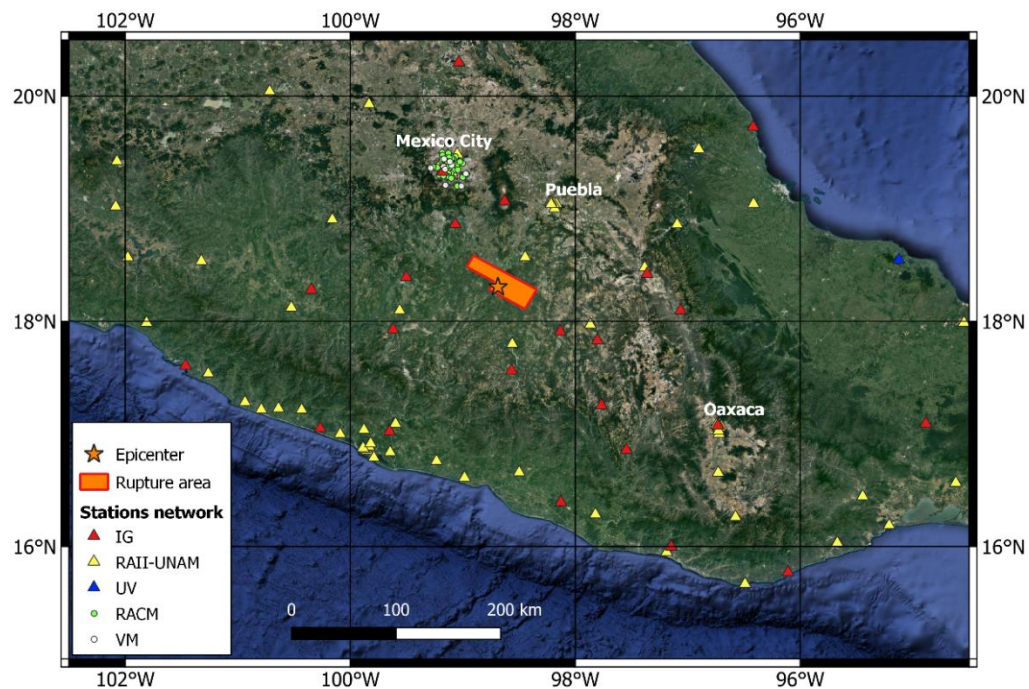 102°W 100°W 98°W 96°W
20°N 20°N
Mexico City
Puebla
18°N 18°N
Oaxaca
Epicenter
Rupture area
Stations network
IG
RAII-UNAM
UV
RACM
VM
16°N 16°N
0 100 200 km
102°W 100°W 98°W 96°W